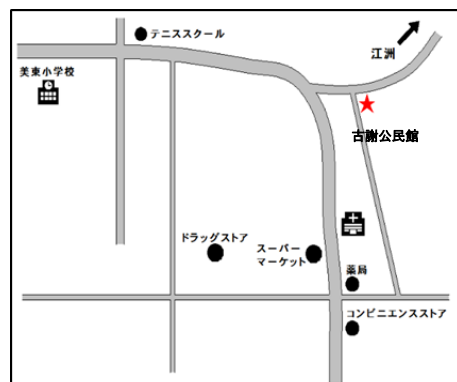 テニススクール
江洲
美東小学校
古謝公民館
ドラッグストア
スーパー
マーケット
薬局
コンビニエンスストア